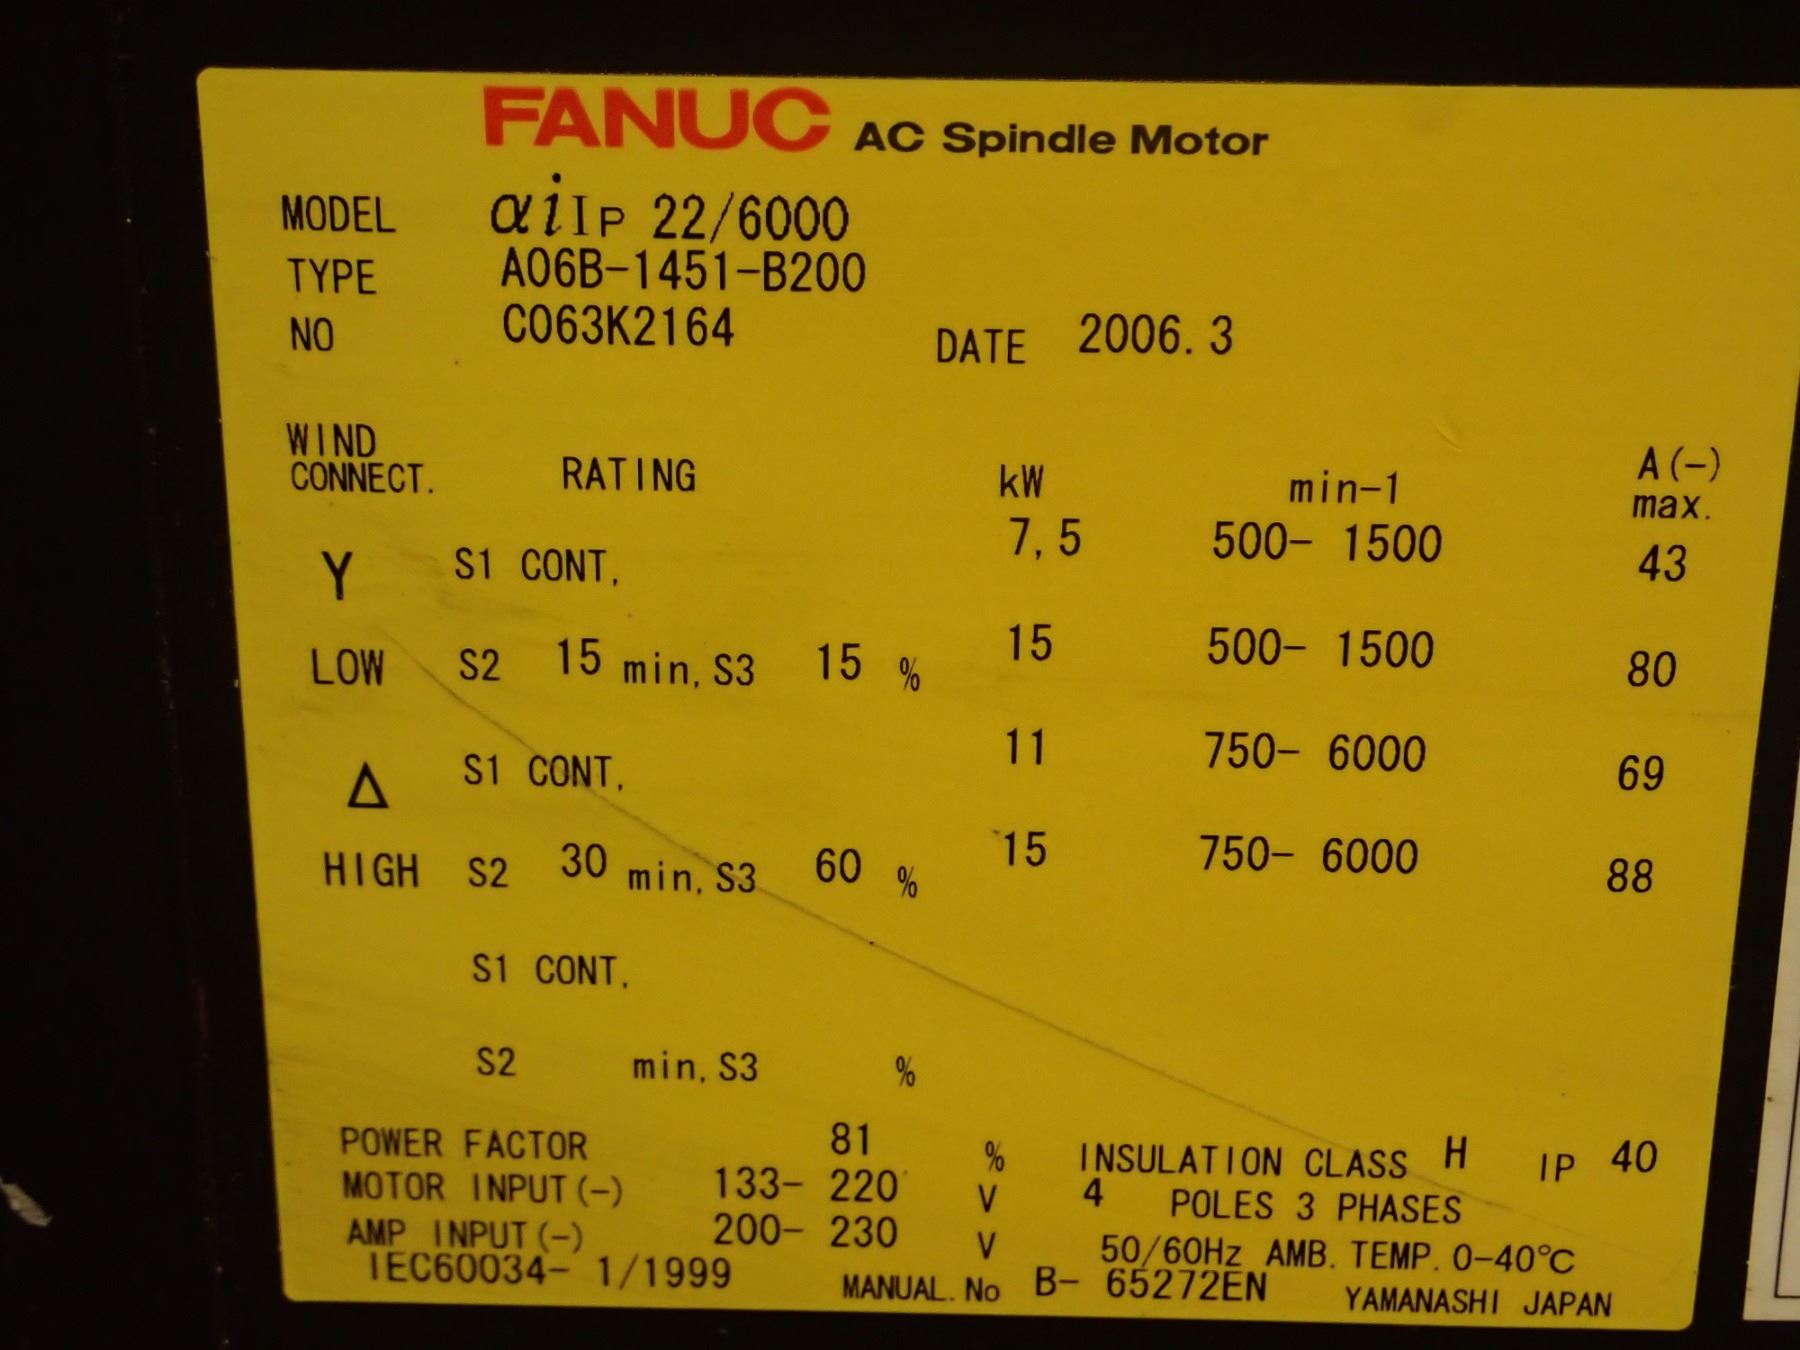 FANUC AC Spindle Motor
MODEL αiIP 22/6000
TYPE A06B-1451-B200
NO C063K2164 DATE 2006. 3
WIND CONNECT. RATING kW min-1 A(~) max.
Y S1 CONT, 7,5 500- 1500 43
LOW S2 15 min, S3 15 % 15 500- 1500 80
Δ S1 CONT, 11 750- 6000 69
HIGH S2 30 min, S3 60 % 15 750- 6000 88
S1 CONT,
S2 min, S3 %
POWER FACTOR 81 % INSULATION CLASS H IP 40
MOTOR INPUT(~) 133- 220 V 4 POLES 3 PHASES
AMP INPUT(~) 200- 230 V 50/60Hz AMB. TEMP. 0-40℃
IEC60034- 1/1999 MANUAL. No B- 65272EN YAMANASHI JAPAN